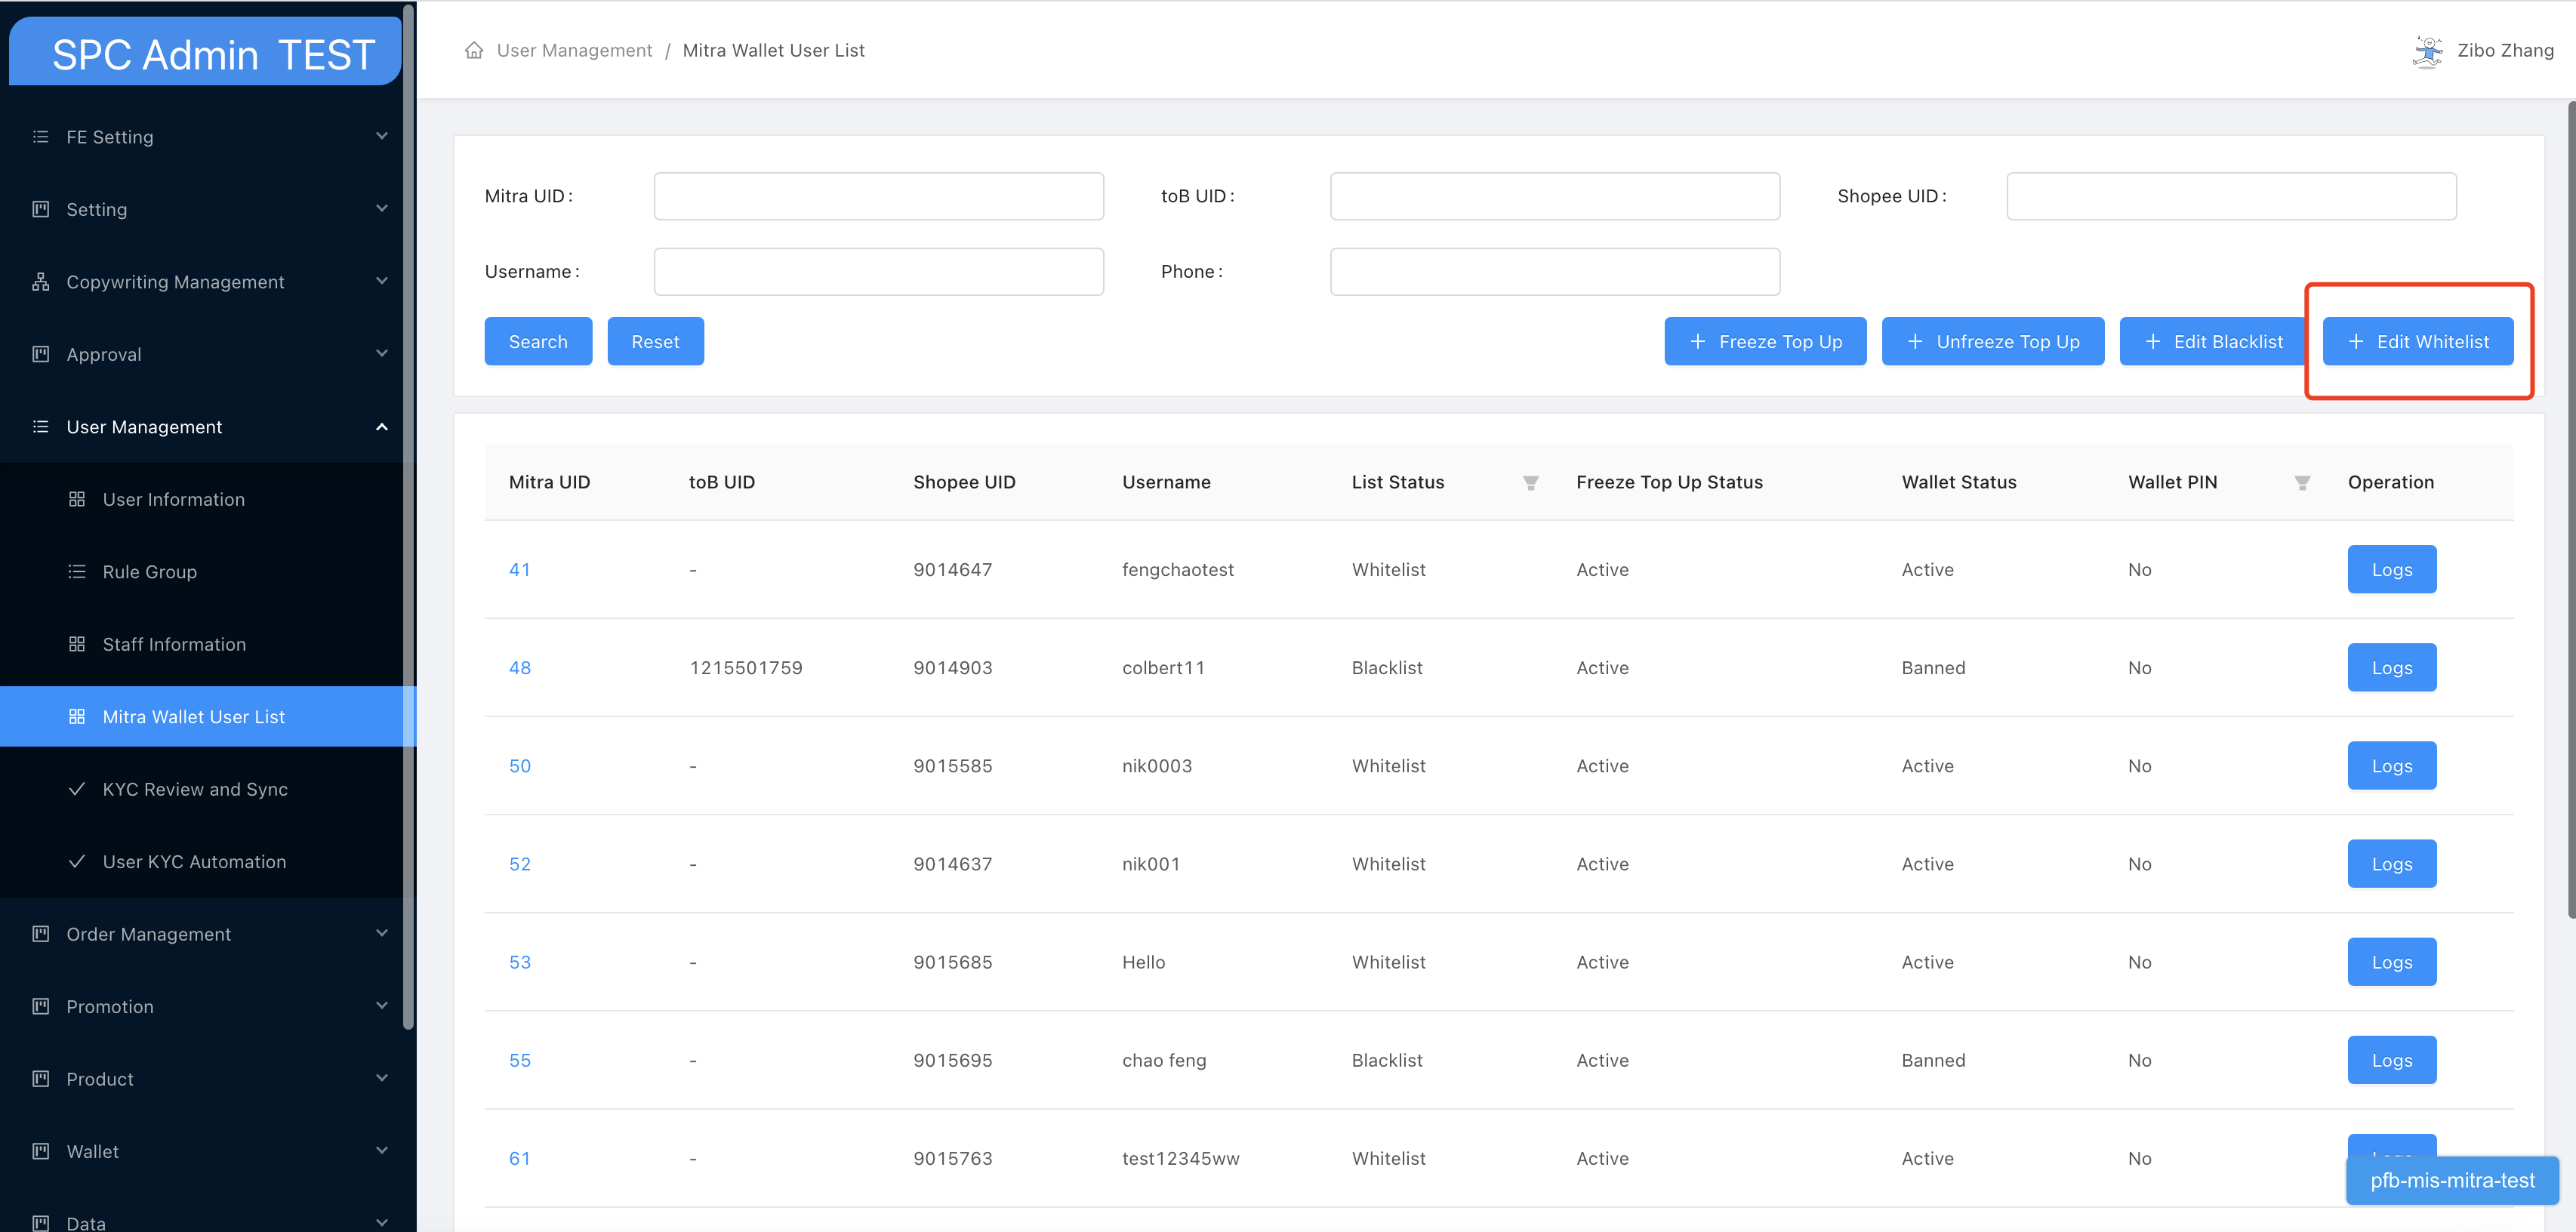 SPC Admin TEST
User Management / Mitra Wallet User List
Zibo Zhang
FE Setting
Setting
Copywriting Management
Approval
User Management
User Information
Rule Group
Staff Information
Mitra Wallet User List
KYC Review and Sync
User KYC Automation
Order Management
Promotion
Product
Wallet
Data
Mitra UID :
toB UID :
Shopee UID :
Username :
Phone :
Search
Reset
+ Freeze Top Up
+ Unfreeze Top Up
+ Edit Blacklist
+ Edit Whitelist
Mitra UID toB UID Shopee UID Username List Status Freeze Top Up Status Wallet Status Wallet PIN Operation
41 - 9014647 fengchaotest Whitelist Active Active No Logs
48 1215501759 9014903 colbert11 Blacklist Active Banned No Logs
50 - 9015585 nik0003 Whitelist Active Active No Logs
52 - 9014637 nik001 Whitelist Active Active No Logs
53 - 9015685 Hello Whitelist Active Active No Logs
55 - 9015695 chao feng Blacklist Active Banned No Logs
61 - 9015763 test12345ww Whitelist Active Active No
pfb-mis-mitra-test